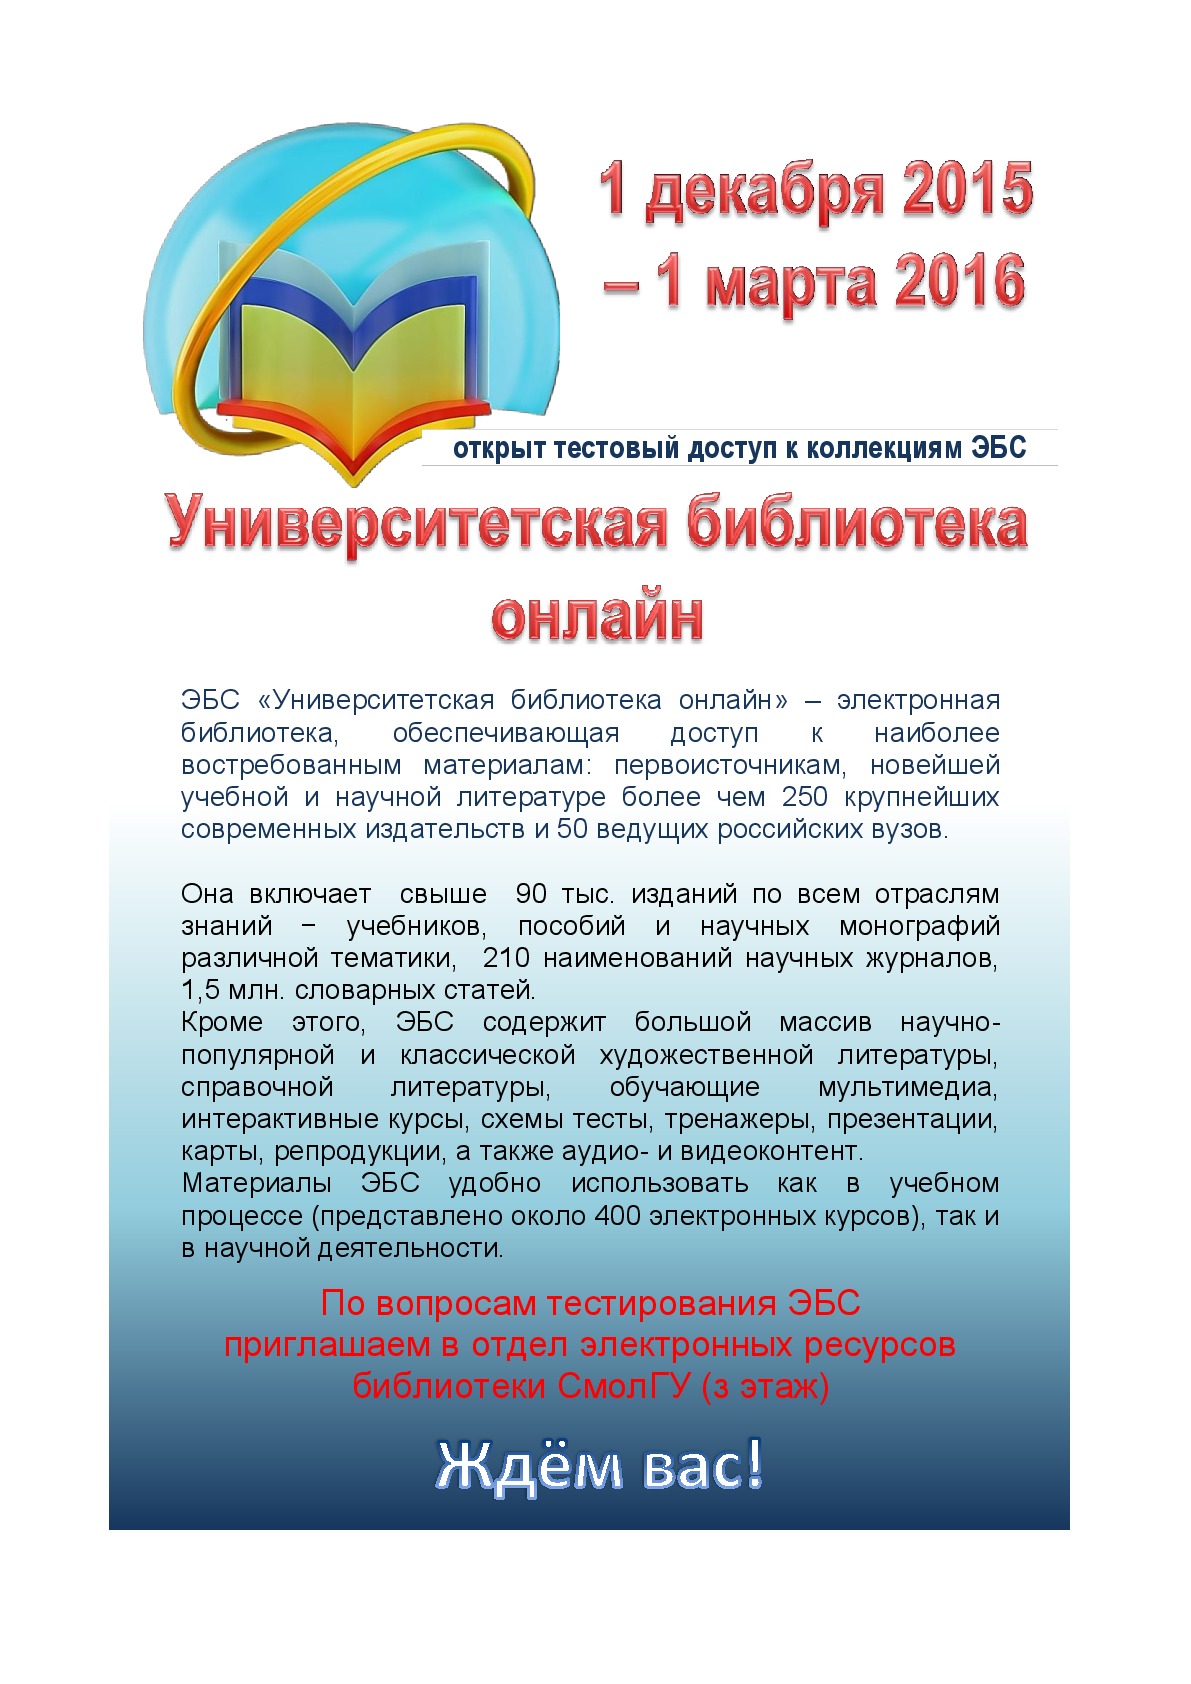 1 декабря 2015
– 1 марта 2016
открыт тестовый доступ к коллекциям ЭБС
Университетская библиотека
онлайн
ЭБС «Университетская библиотека онлайн» – электронная
библиотека, обеспечивающая доступ к наиболее
востребованным материалам: первоисточникам, новейшей
учебной и научной литературе более чем 250 крупнейших
современных издательств и 50 ведущих российских вузов.
Она включает свыше 90 тыс. изданий по всем отраслям
знаний − учебников, пособий и научных монографий
различной тематики, 210 наименований научных журналов,
1,5 млн. словарных статей.
Кроме этого, ЭБС содержит большой массив научно-
популярной и классической художественной литературы,
справочной литературы, обучающие мультимедиа,
интерактивные курсы, схемы тесты, тренажеры, презентации,
карты, репродукции, а также аудио- и видеоконтент.
Материалы ЭБС удобно использовать как в учебном
процессе (представлено около 400 электронных курсов), так и
в научной деятельности.
По вопросам тестирования ЭБС
приглашаем в отдел электронных ресурсов
библиотеки СмолГУ (з этаж)
Ждём вас!